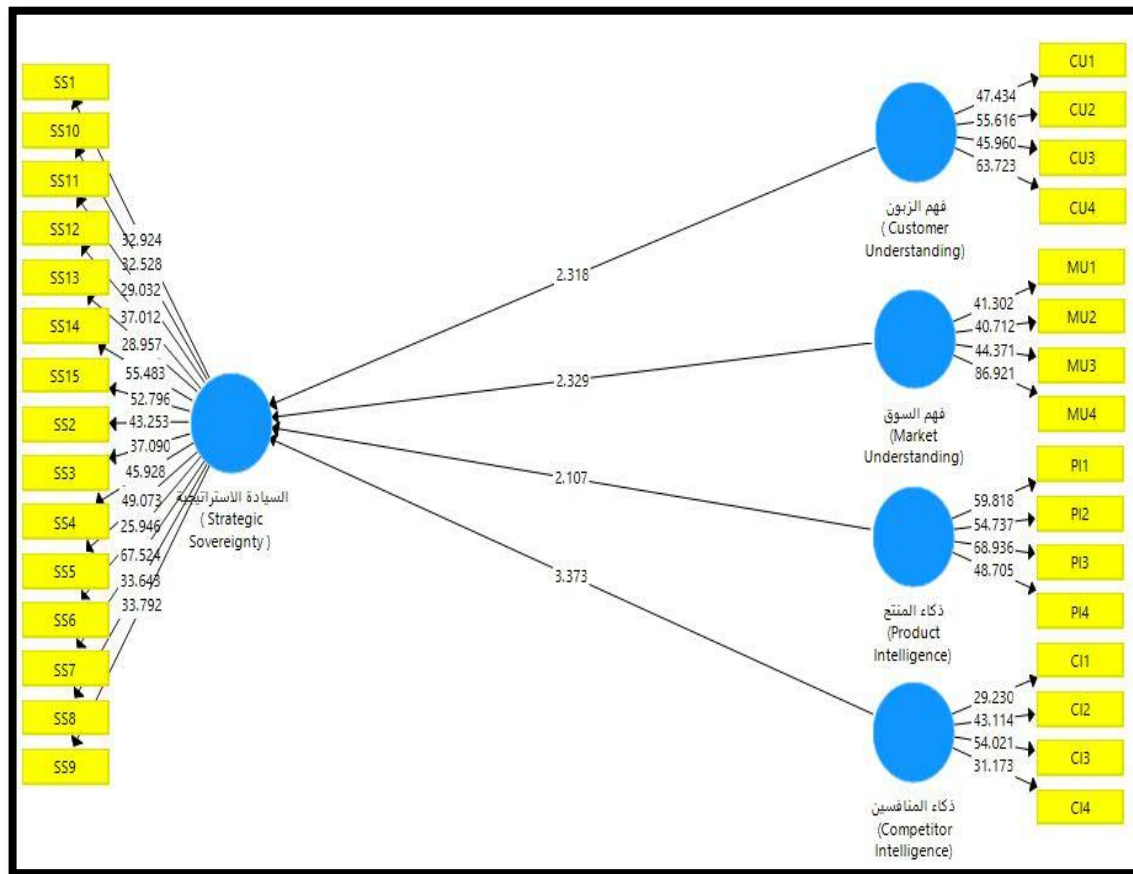 SS1
SS10
SS11
SS12
SS13
SS14
SS15
SS2
SS3
SS4
SS5
SS6
SS7
SS8
SS9
32.924
32.528
29.032
37.012
28.957
55.483
52.796
43.253
37.090
45.928
49.073
25.946
67.524
33.643
33.792
السيادة الاستراتيجية
( Strategic
Sovereignty )
2.318
2.329
2.107
3.373
فهم الزبون
( Customer
Understanding)
47.434
55.616
45.960
63.723
CU1
CU2
CU3
CU4
فهم السوق
(Market
Understanding)
41.302
40.712
44.371
86.921
MU1
MU2
MU3
MU4
ذكاء المنتج
(Product
Intelligence)
59.818
54.737
68.936
48.705
PI1
PI2
PI3
PI4
ذكاء المنافسين
(Competitor
Intelligence)
29.230
43.114
54.021
31.173
CI1
CI2
CI3
CI4